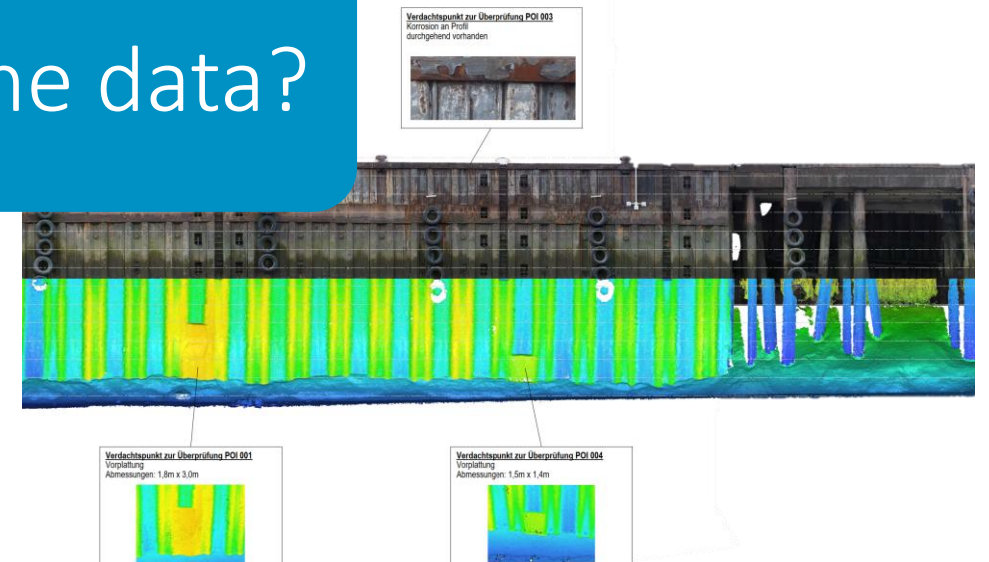 ne data?
Verdachtspunkt zur Überprüfung POI 003
Korrosion an Profil
durchgehend vorhanden
Verdachtspunkt zur Überprüfung POI 001
Vorplattung
Abmessungen: 1,8m x 3,0m
Verdachtspunkt zur Überprüfung POI 004
Vorplattung
Abmessungen: 1,5m x 1,4m